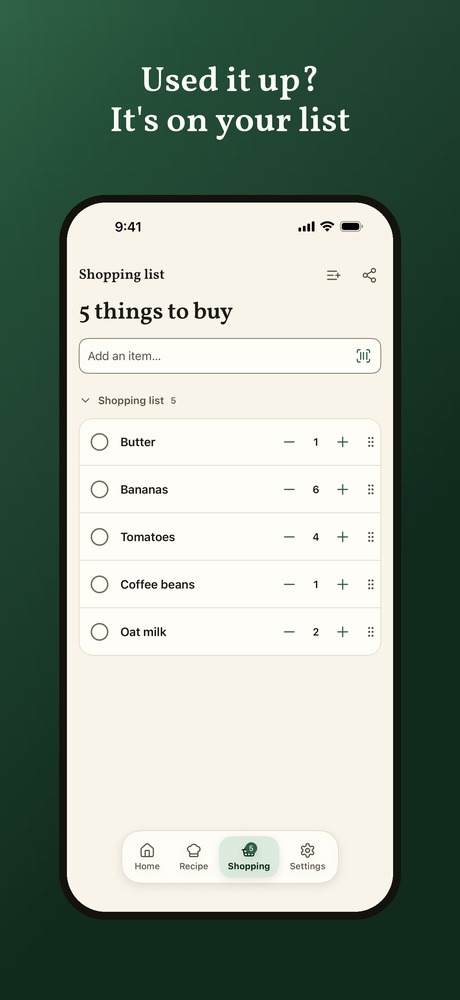 Used it up?
It's on your list
9:41
Shopping list
5 things to buy
Add an item...
Shopping list 5
Butter 1
Bananas 6
Tomatoes 4
Coffee beans 1
Oat milk 2
5
Home Recipe Shopping Settings